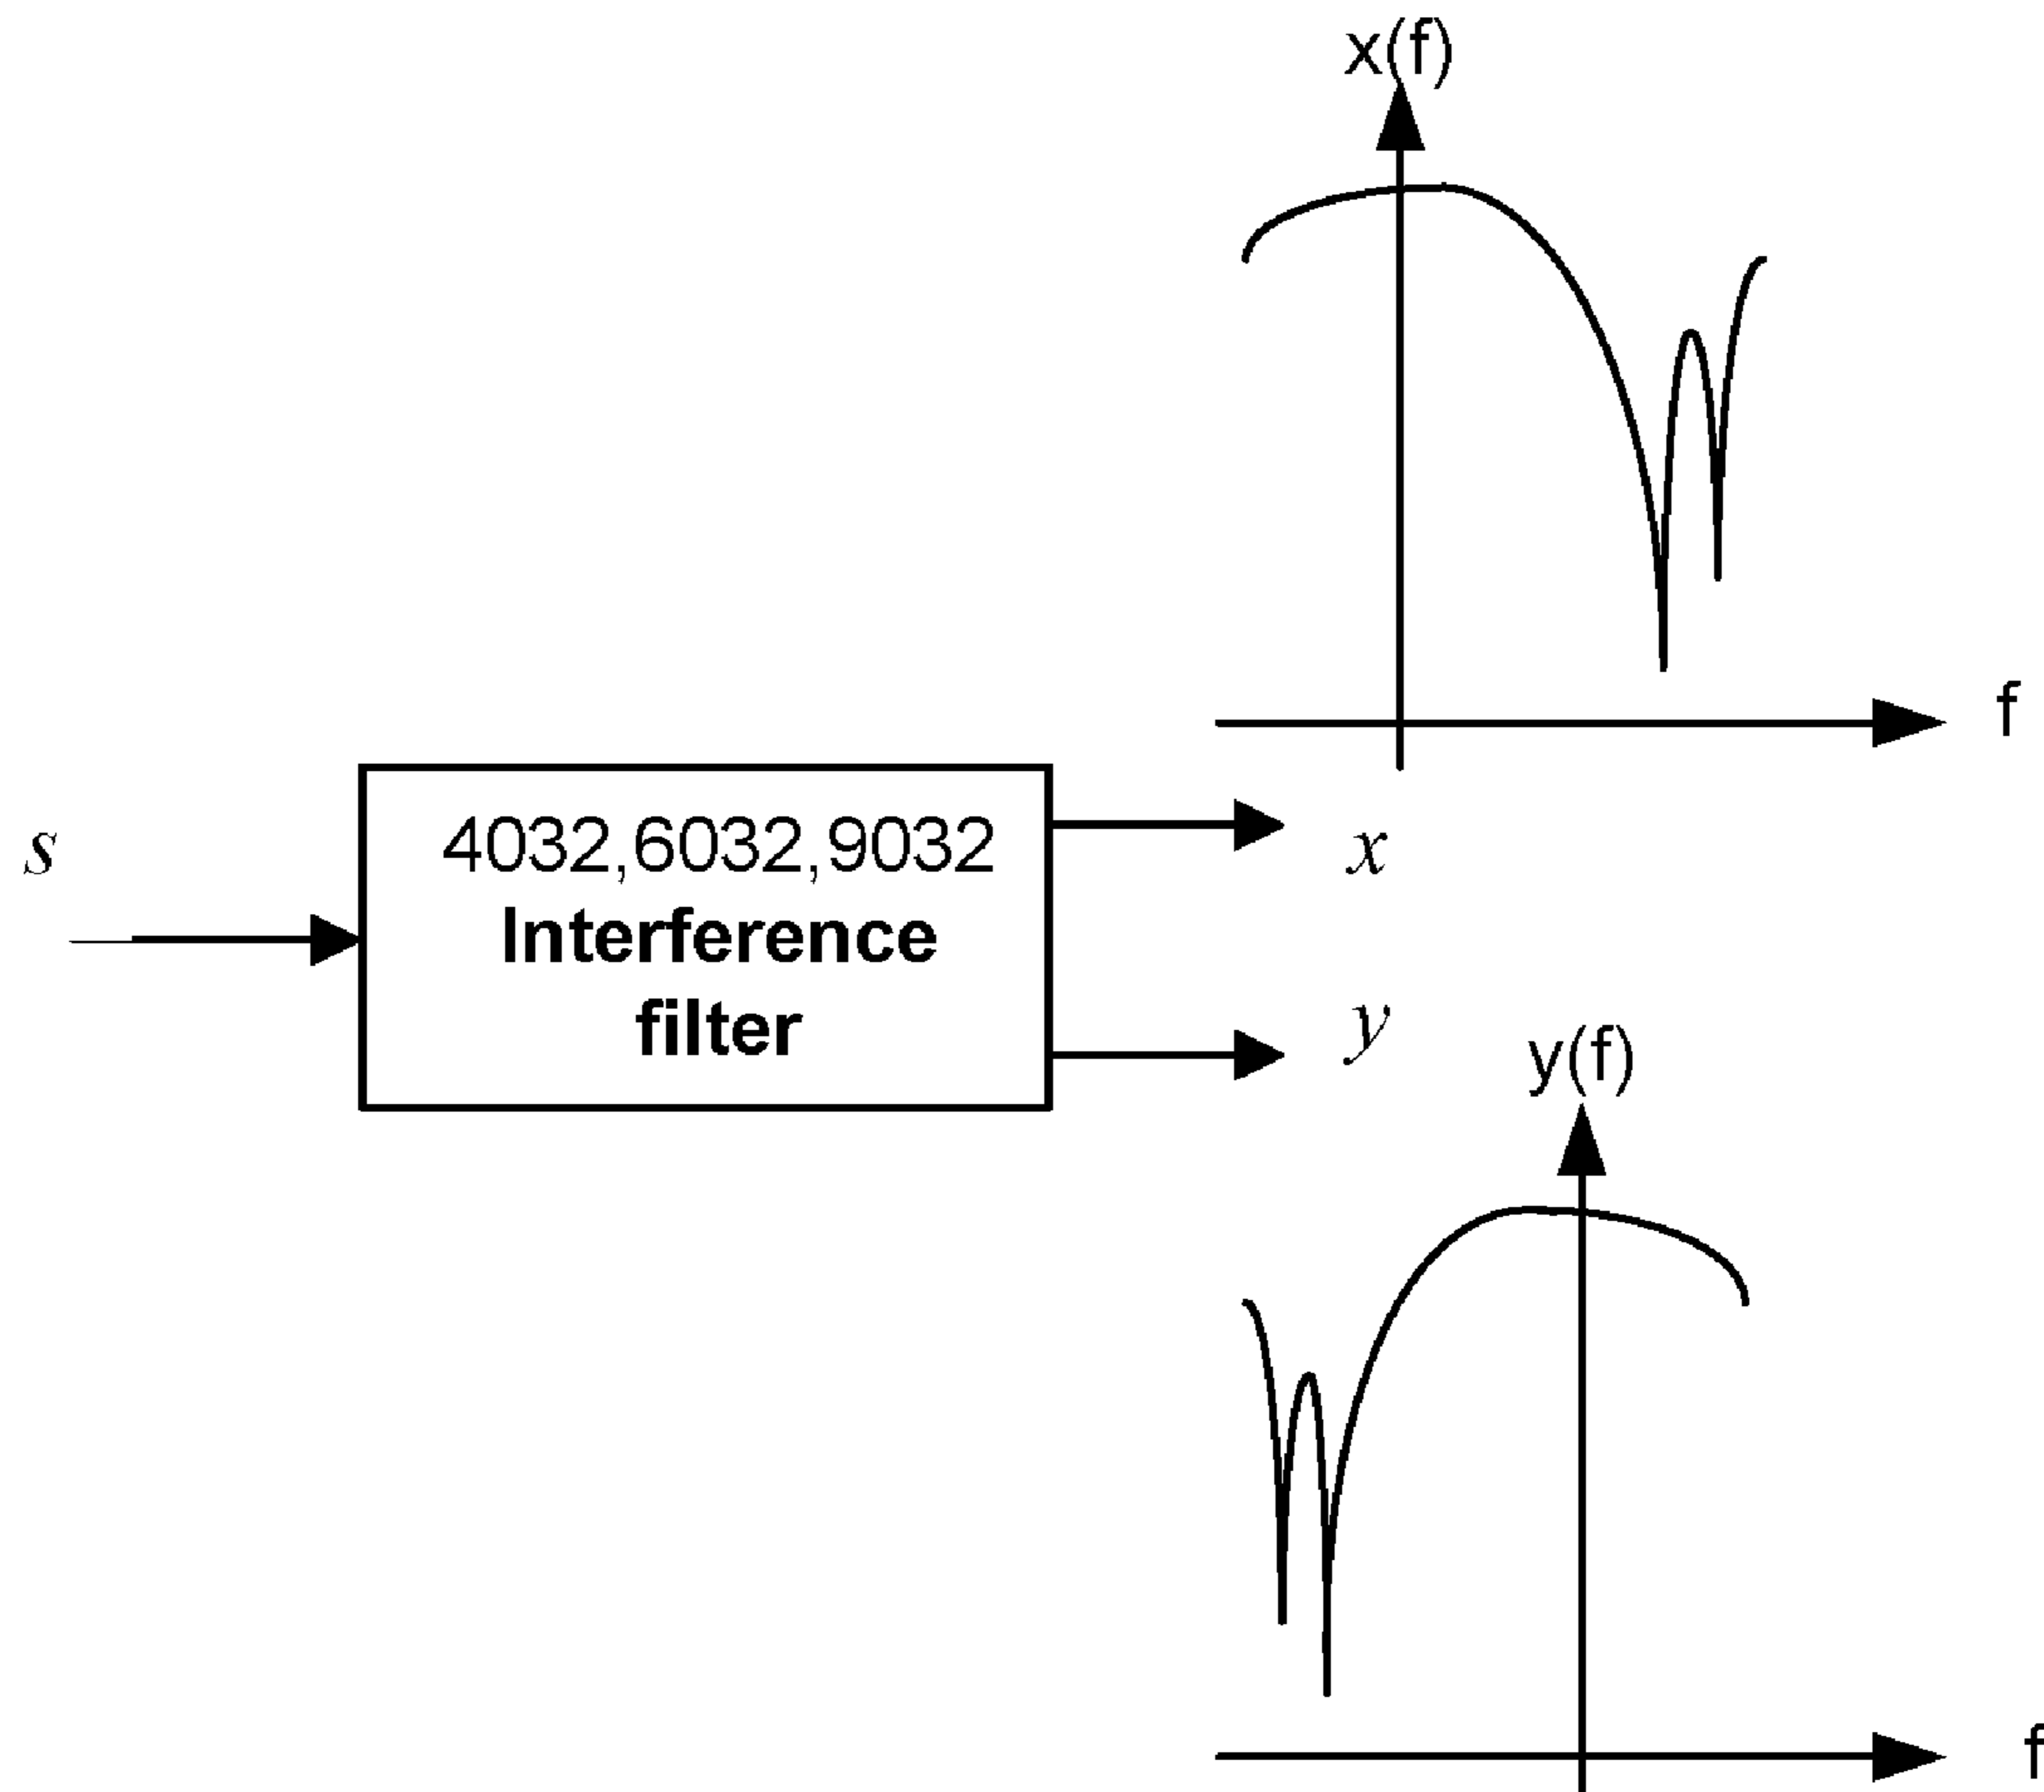 x(f)
f
s
4032,6032,9032
Interference
filter
x
y
y(f)
f